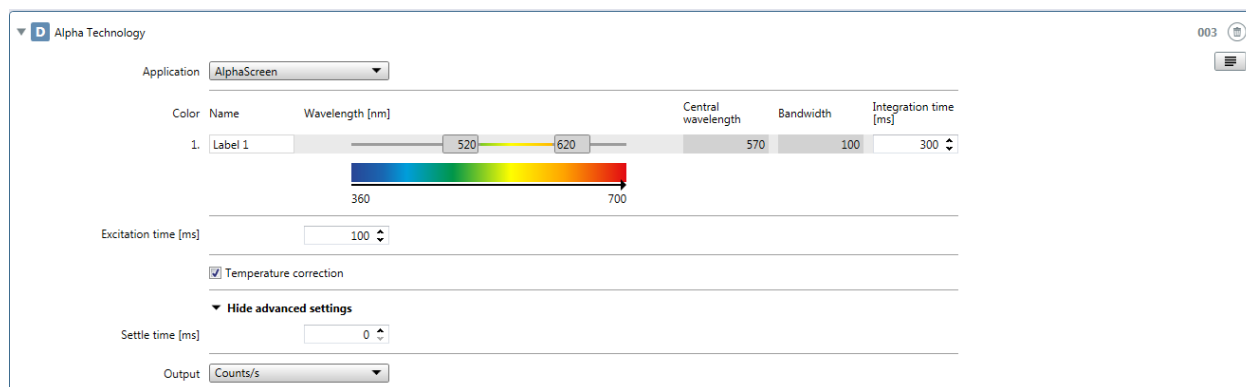 D Alpha Technology 003
Application AlphaScreen
Color Name Wavelength [nm] Central wavelength Bandwidth Integration time [ms]
1. Label 1 520 620 570 100 300
360 700
Excitation time [ms] 100
Temperature correction
Hide advanced settings
Settle time [ms] 0
Output Counts/s